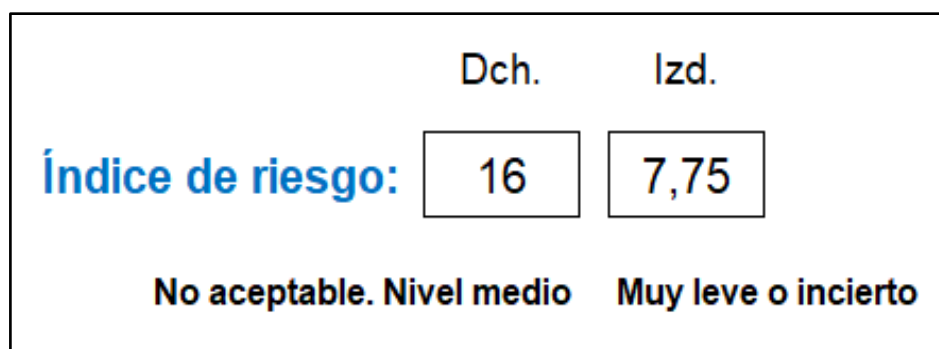 Dch. Izd.
Índice de riesgo: 16 7,75
No aceptable. Nivel medio Muy leve o incierto